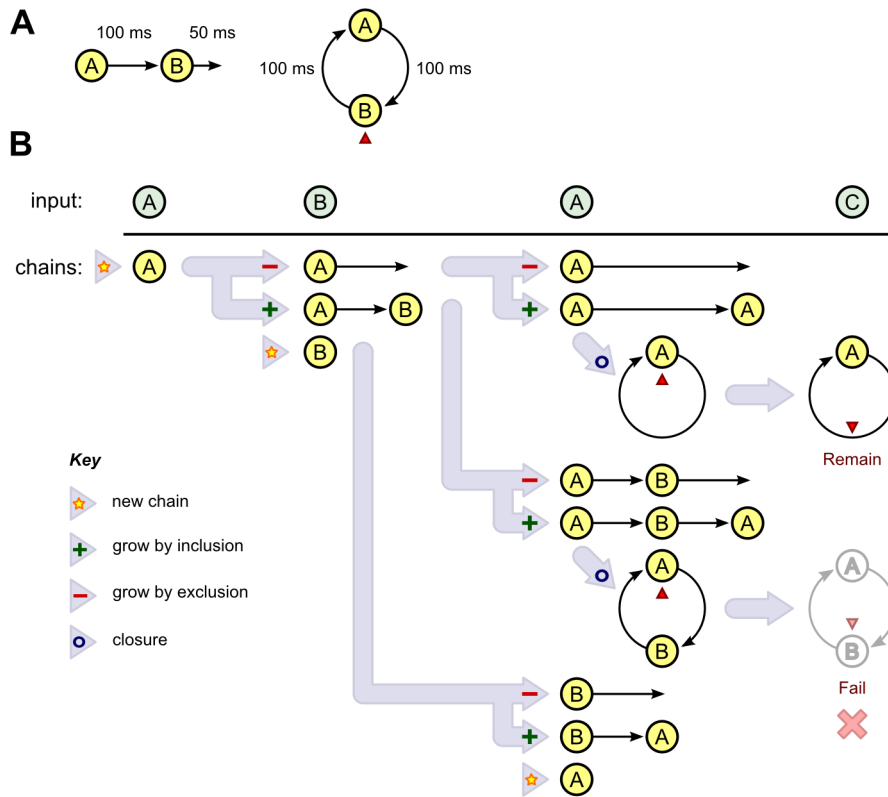 A
100 ms 50 ms
A B
A
100 ms 100 ms
B
B
input: A B A C
chains: A A A
A B A A
B
A A
Remain
Key
new chain
grow by inclusion
grow by exclusion
closure
A B
A B A
A A
B B
Fail
B
B A
A